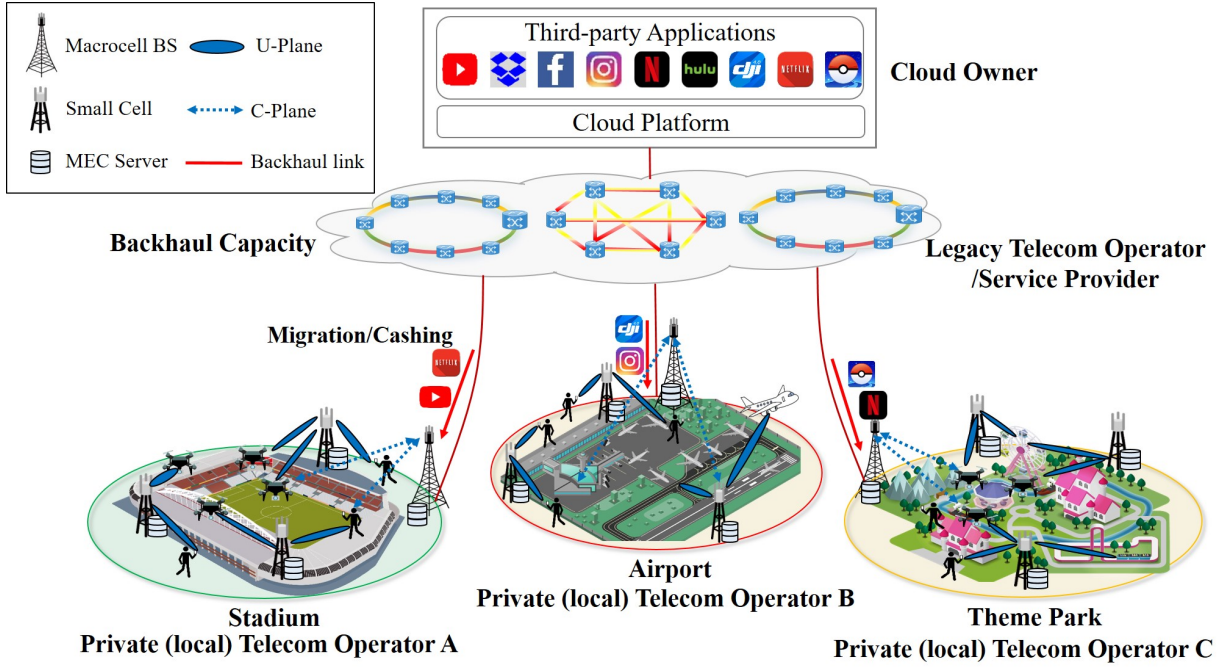 Macrocell BS
U-Plane
Small Cell
C-Plane
MEC Server
Backhaul link
Third-party Applications
f
N
hulu
dji
NETFLIX
Cloud Owner
Cloud Platform
Backhaul Capacity
Legacy Telecom Operator
/Service Provider
Migration/Cashing
NETFLIX
dji
N
Stadium
Private (local) Telecom Operator A
Airport
Private (local) Telecom Operator B
Theme Park
Private (local) Telecom Operator C